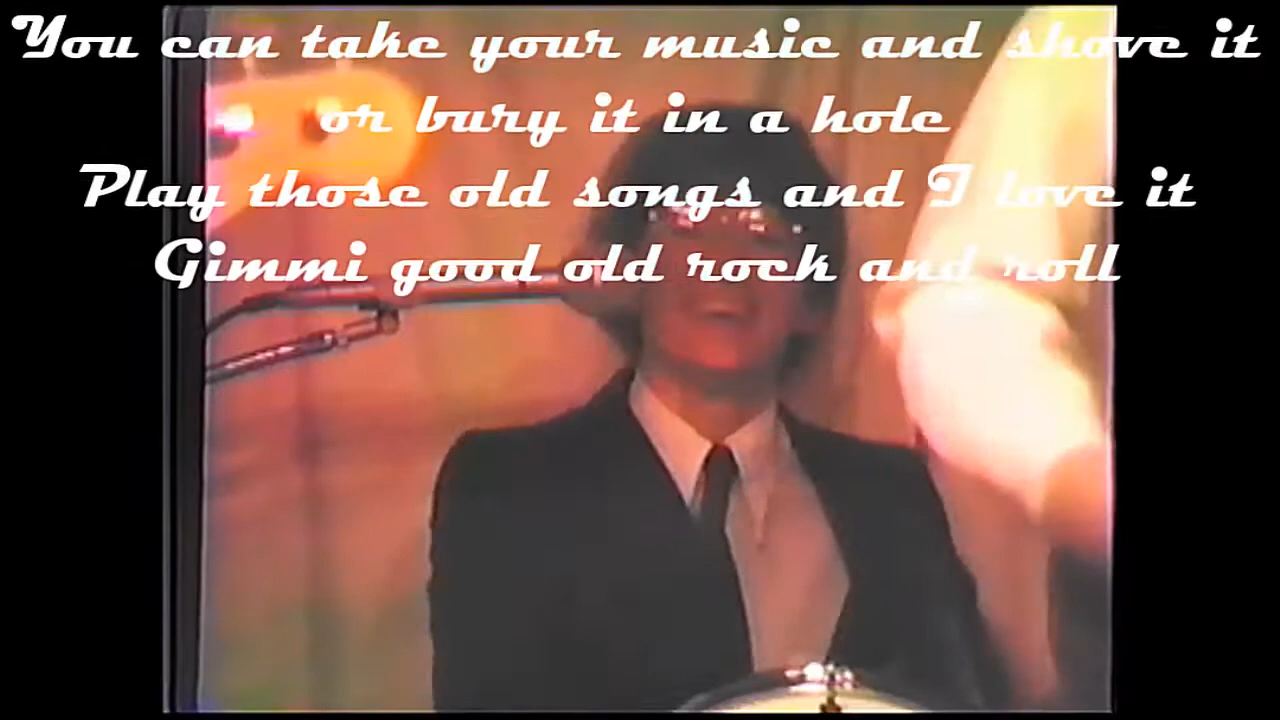 You can take your music and shove it
or bury it in a hole
Play those old songs and I love it
Gimmi good old rock and roll